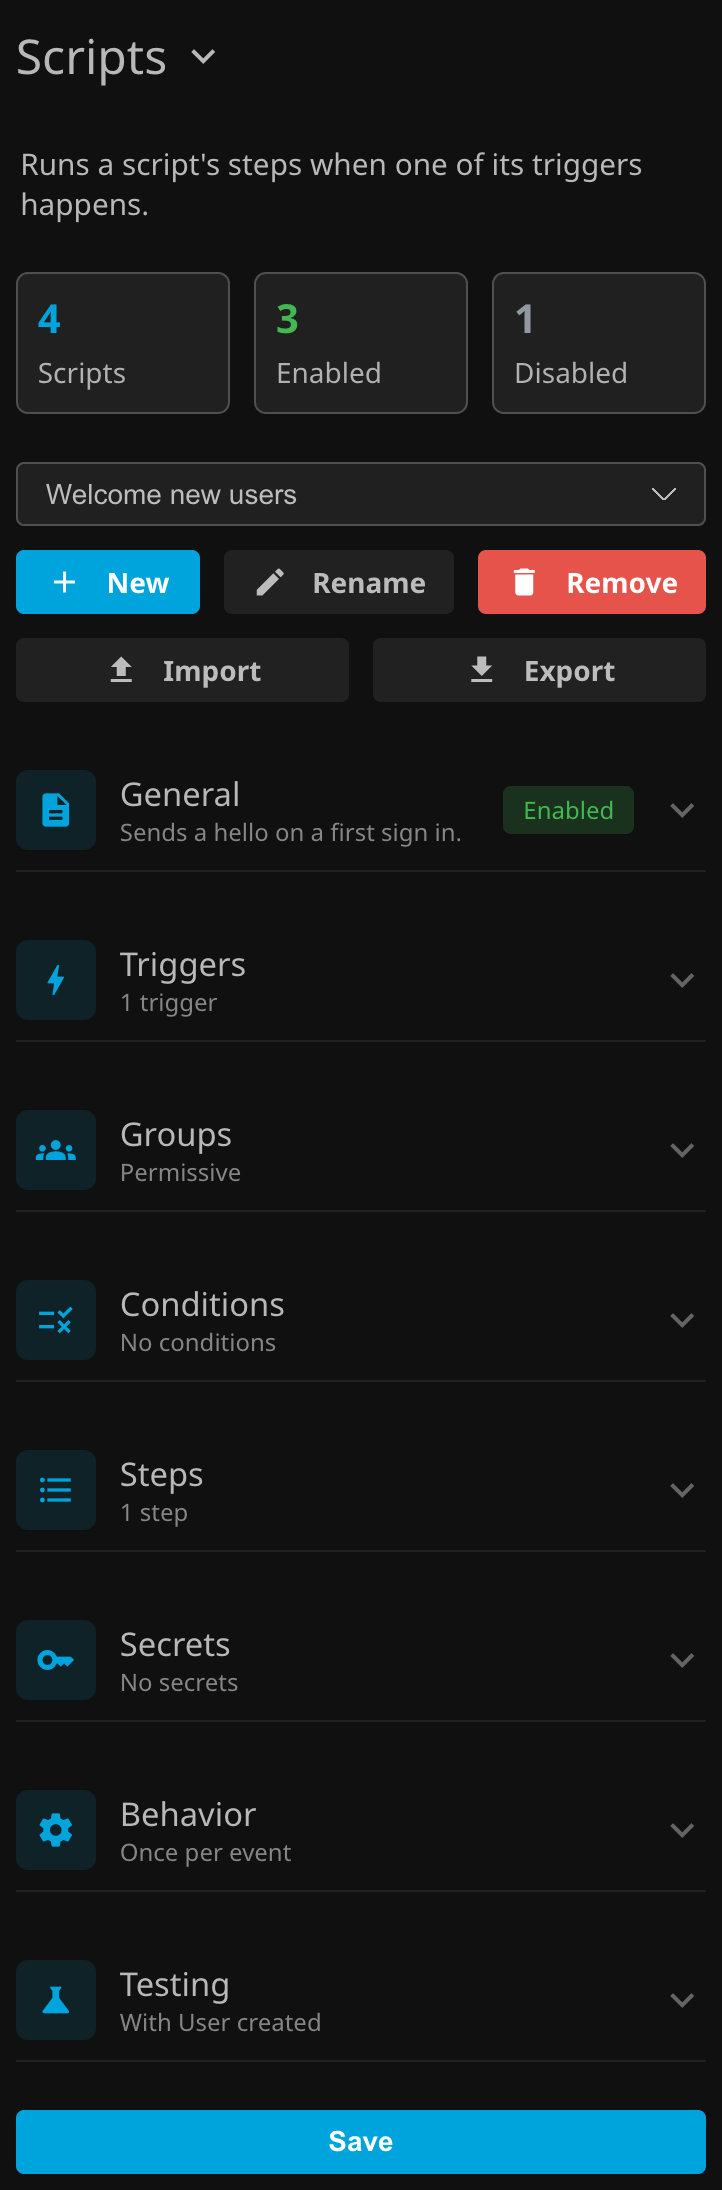 Scripts
Runs a script's steps when one of its triggers
happens.
4
Scripts
3
Enabled
1
Disabled
Welcome new users
New
Rename
Remove
Import
Export
General
Sends a hello on a first sign in.
Enabled
Triggers
1 trigger
Groups
Permissive
Conditions
No conditions
Steps
1 step
Secrets
No secrets
Behavior
Once per event
Testing
With User created
Save